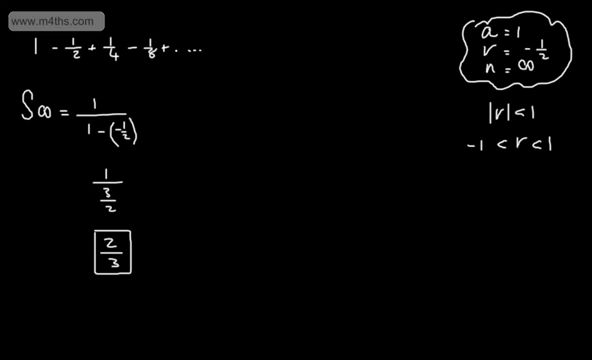 www.m4ths.com
1 - 1/2 + 1/4 - 1/8 + . ...
S∞ = 1/(1 - (-1/2))
1/(3/2)
2/3
a = 1
r = -1/2
n = ∞
|r| < 1
-1 < r < 1